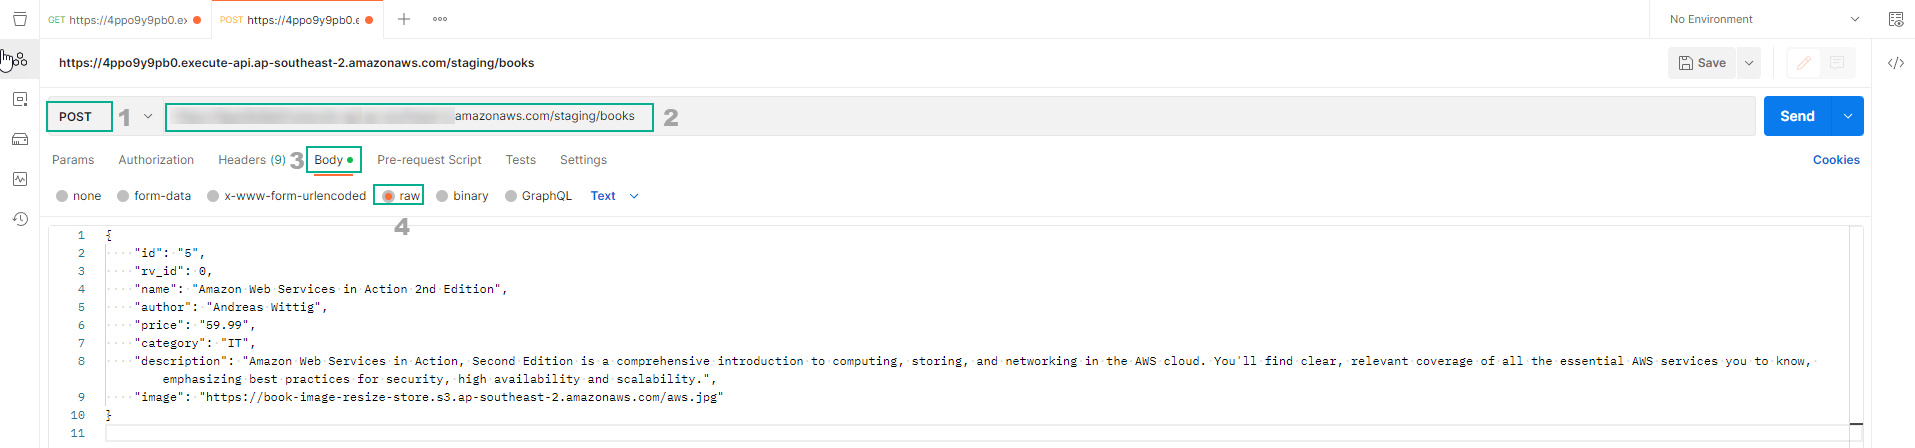 GET https://4ppo9y9pb0.ex
POST https://4ppo9y9pb0.e
No Environment
https://4ppo9y9pb0.execute-api.ap-southeast-2.amazonaws.com/staging/books
Save
POST 1 amazonaws.com/staging/books 2
Send
Params Authorization Headers (9) 3 Body Pre-request Script Tests Settings
Cookies
none form-data x-www-form-urlencoded raw binary GraphQL Text
4
1 {
2 "id": "5",
3 "rv_id": 0,
4 "name": "Amazon Web Services in Action 2nd Edition",
5 "author": "Andreas Wittig",
6 "price": "59.99",
7 "category": "IT",
8 "description": "Amazon Web Services in Action, Second Edition is a comprehensive introduction to computing, storing, and networking in the AWS cloud. You'll find clear, relevant coverage of all the essential AWS services you to know,
emphasizing best practices for security, high availability and scalability.",
9 "image": "https://book-image-resize-store.s3.ap-southeast-2.amazonaws.com/aws.jpg"
10 }
11